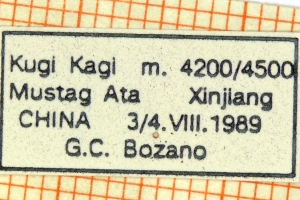 Kugi Kagi m. 4200/4500
Mustag Ata Xinjiang
CHINA 3/4.VIII.1989
G.C. Bozano